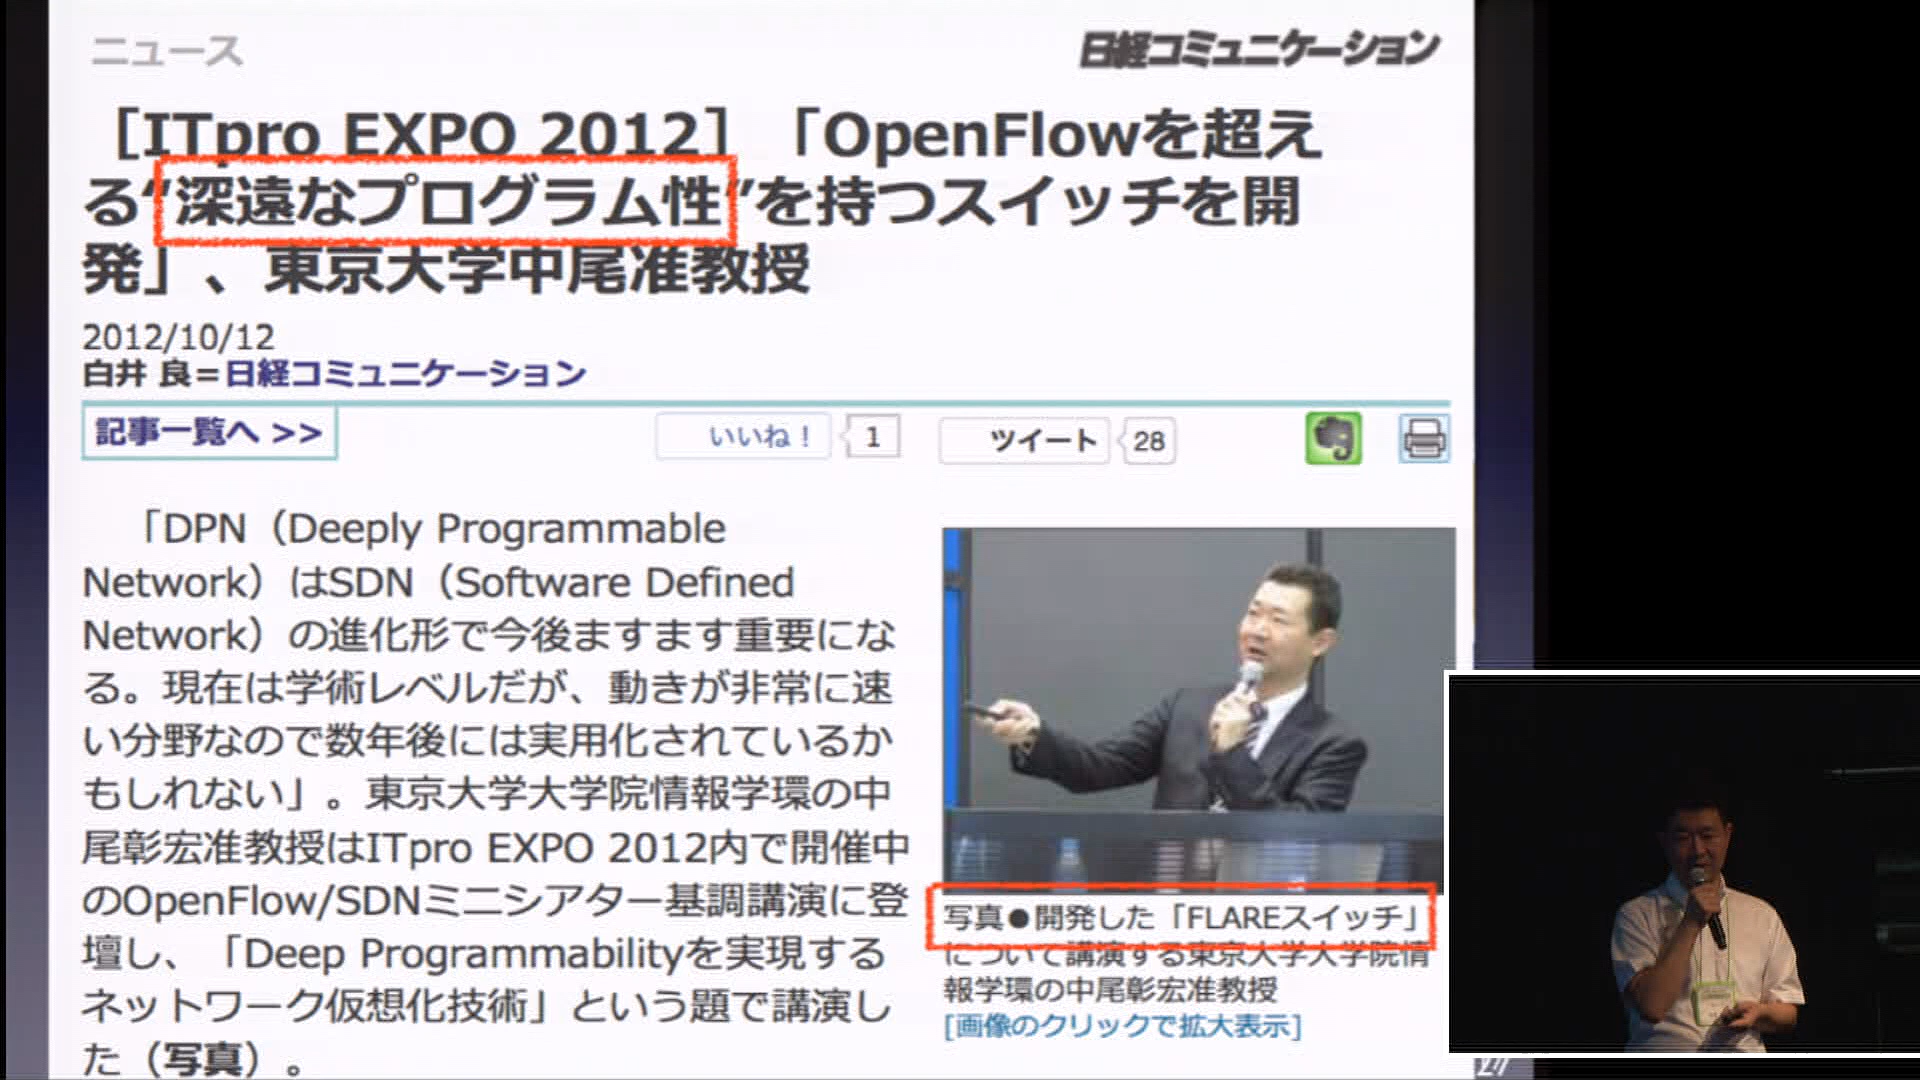 ニュース
日経コミュニケーション
［ITpro EXPO 2012］「OpenFlowを超え
る“深遠なプログラム性”を持つスイッチを開
発」、東京大学中尾准教授
2012/10/12
白井 良＝日経コミュニケーション
記事一覧へ >>
いいね！ 1
ツイート 28
「DPN（Deeply Programmable
Network）はSDN（Software Defined
Network）の進化形で今後ますます重要にな
る。現在は学術レベルだが、動きが非常に速
い分野なので数年後には実用化されているか
もしれない」。東京大学大学院情報学環の中
尾彰宏准教授はITpro EXPO 2012内で開催中
のOpenFlow/SDNミニシアター基調講演に登
壇し、「Deep Programmabilityを実現する
ネットワーク仮想化技術」という題で講演し
た（写真）。
写真●開発した「FLAREスイッチ」
について講演する東京大学大学院情
報学環の中尾彰宏准教授
[画像のクリックで拡大表示]